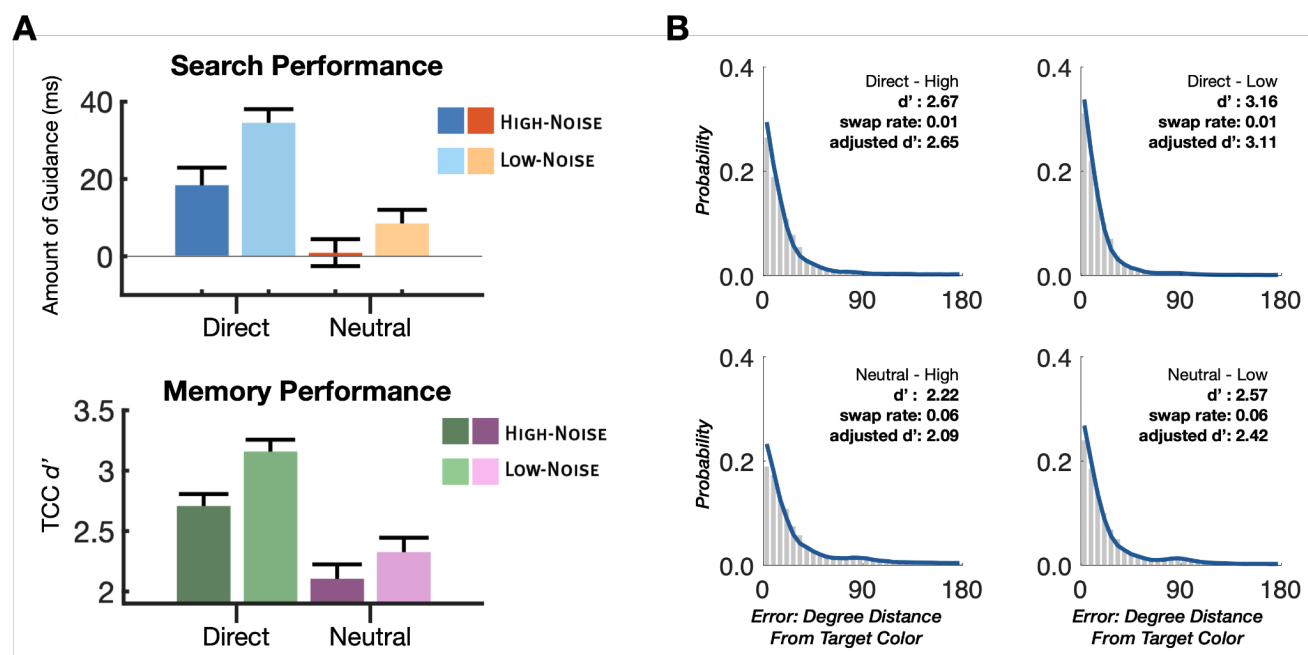 A
Search Performance
Amount of Guidance (ms)
40
20
0
HIGH-NOISE
LOW-NOISE
Direct
Neutral
Memory Performance
TCC d'
3.5
3
2.5
2
HIGH-NOISE
LOW-NOISE
Direct
Neutral
B
Probability
0.4
0.2
0.0
Direct - High
d' : 2.67
swap rate: 0.01
adjusted d': 2.65
0
90
180
0.4
0.2
0.0
Direct - Low
d' : 3.16
swap rate: 0.01
adjusted d': 3.11
0
90
180
Probability
0.4
0.2
0.0
Neutral - High
d' : 2.22
swap rate: 0.06
adjusted d': 2.09
0
90
180
Error: Degree Distance
From Target Color
0.4
0.2
0.0
Neutral - Low
d' : 2.57
swap rate: 0.06
adjusted d': 2.42
0
90
180
Error: Degree Distance
From Target Color